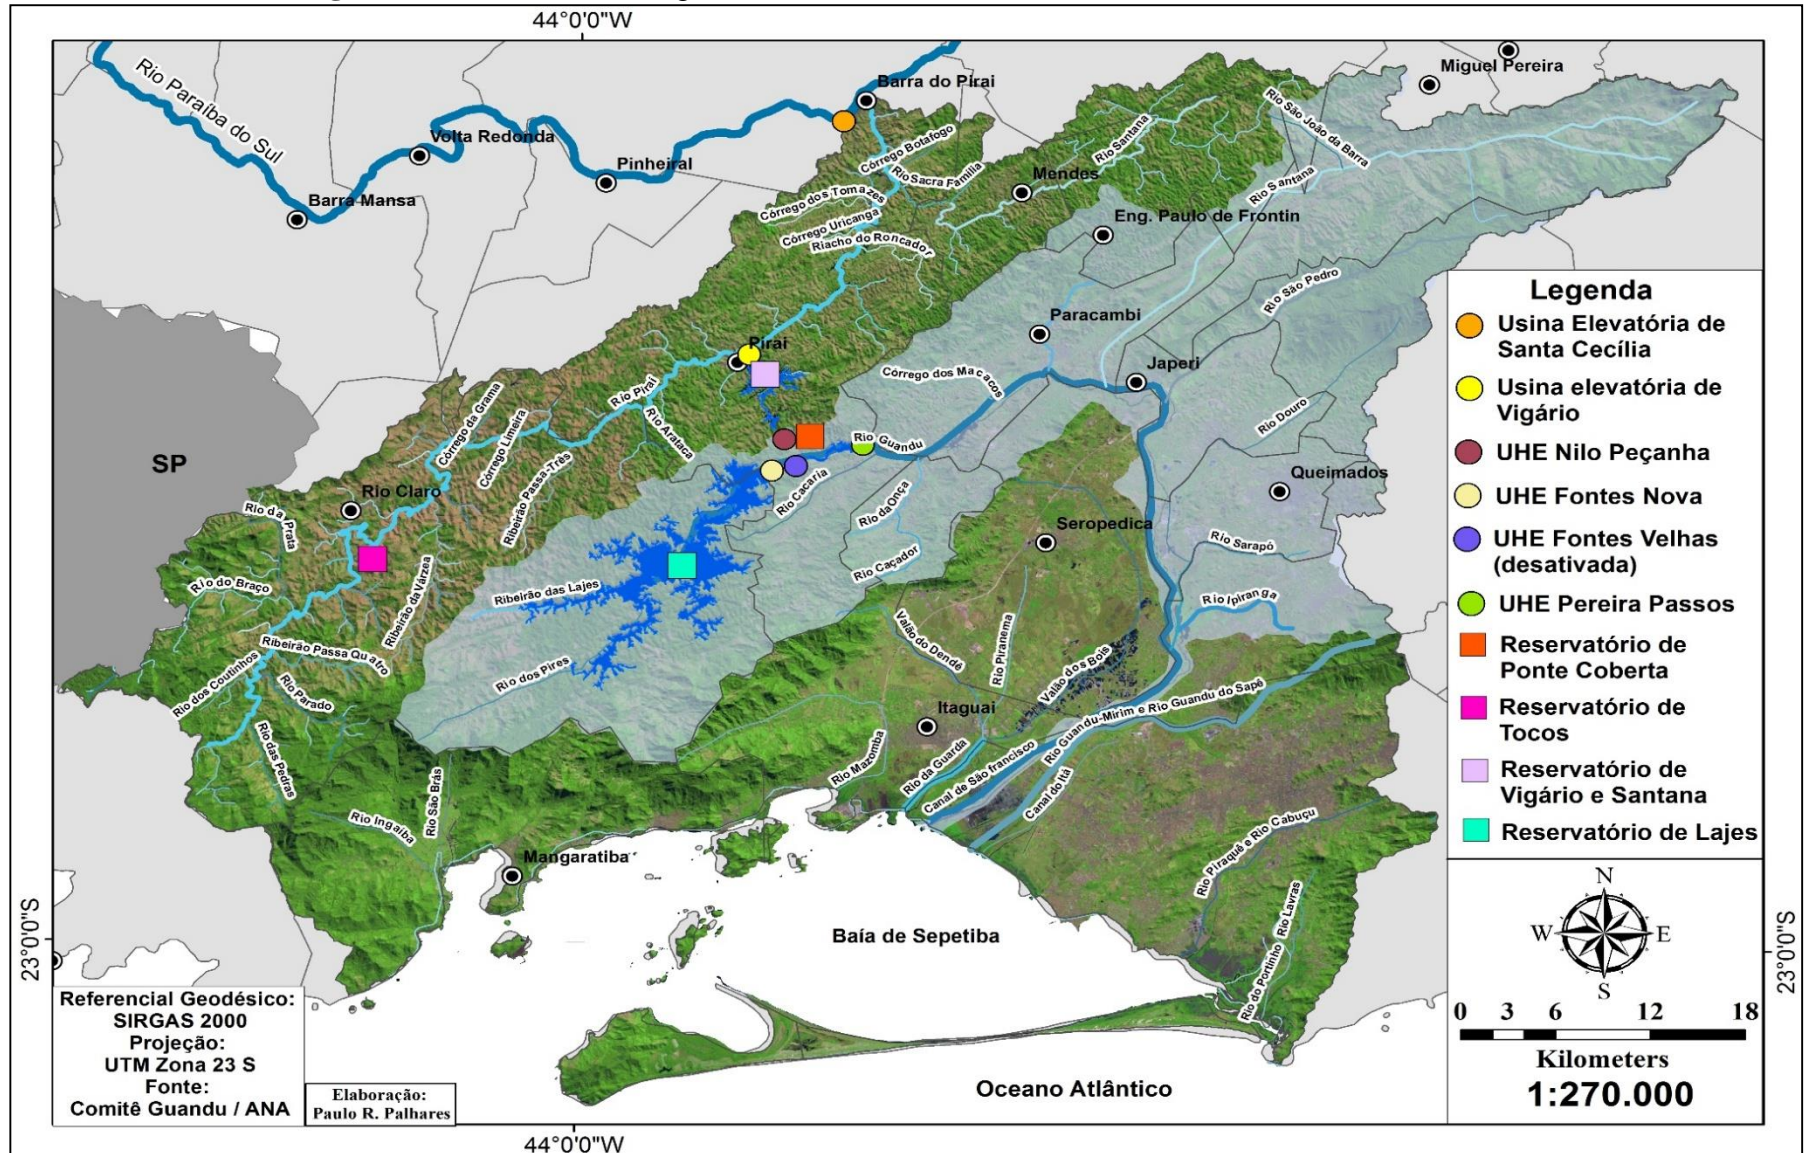 44°0'0"W
Barra do Pirai
Miguel Pereira
Rio Paraíba do Sul
Volta Redonda
Pinheiral
Barra Mansa
Córrego Botafogo
Rio Sacra Familia
Rio Santana
Rio São João da Barra
Mendes
Rio Santana
Córrego dos Tomazes
Córrego Uricanga
Riacho do Roncador
Eng. Paulo de Frontin
Rio São Pedro
Paracambi
Japeri
Pirai
Córrego dos Macacos
Rio Pirai
Rio Arataca
Córrego da Grama
Córrego Limeira
Ribeirão Passa-Três
SP
Rio Guandu
Rio Cacaria
Rio da Onça
Rio Caçador
Rio Douro
Queimados
Rio Claro
Rio da Prata
Seropedica
Rio Sarapó
Rio do Braço
Ribeirão da Várzea
Ribeirão das Lajes
Rio Ipiranga
Ribeirão Passa Quatro
Rio dos Coutinhos
Rio Parado
Rio dos Pires
Valão do Dendê
Rio Piranema
Valão dos Bois
Rio das Pedras
Itaguai
Rio Guandu-Mirim e Rio Guandu do Sapê
Rio Mazomba
Rio da Guarda
Canal de São francisco
Canal do Itá
Rio São Brás
Rio Ingaiba
Mangaratiba
Rio Piraquê e Rio Cabuçu
Rio Lavras
Rio do Portinho
Baía de Sepetiba
Oceano Atlântico
Legenda
Usina Elevatória de
Santa Cecília
Usina elevatória de
Vigário
UHE Nilo Peçanha
UHE Fontes Nova
UHE Fontes Velhas
(desativada)
UHE Pereira Passos
Reservatório de
Ponte Coberta
Reservatório de
Tocos
Reservatório de
Vigário e Santana
Reservatório de Lajes
N
W E
S
0 3 6 12 18
Kilometers
1:270.000
23°0'0"S
23°0'0"S
Referencial Geodésico:
SIRGAS 2000
Projeção:
UTM Zona 23 S
Fonte:
Comitê Guandu / ANA
Elaboração:
Paulo R. Palhares
44°0'0"W